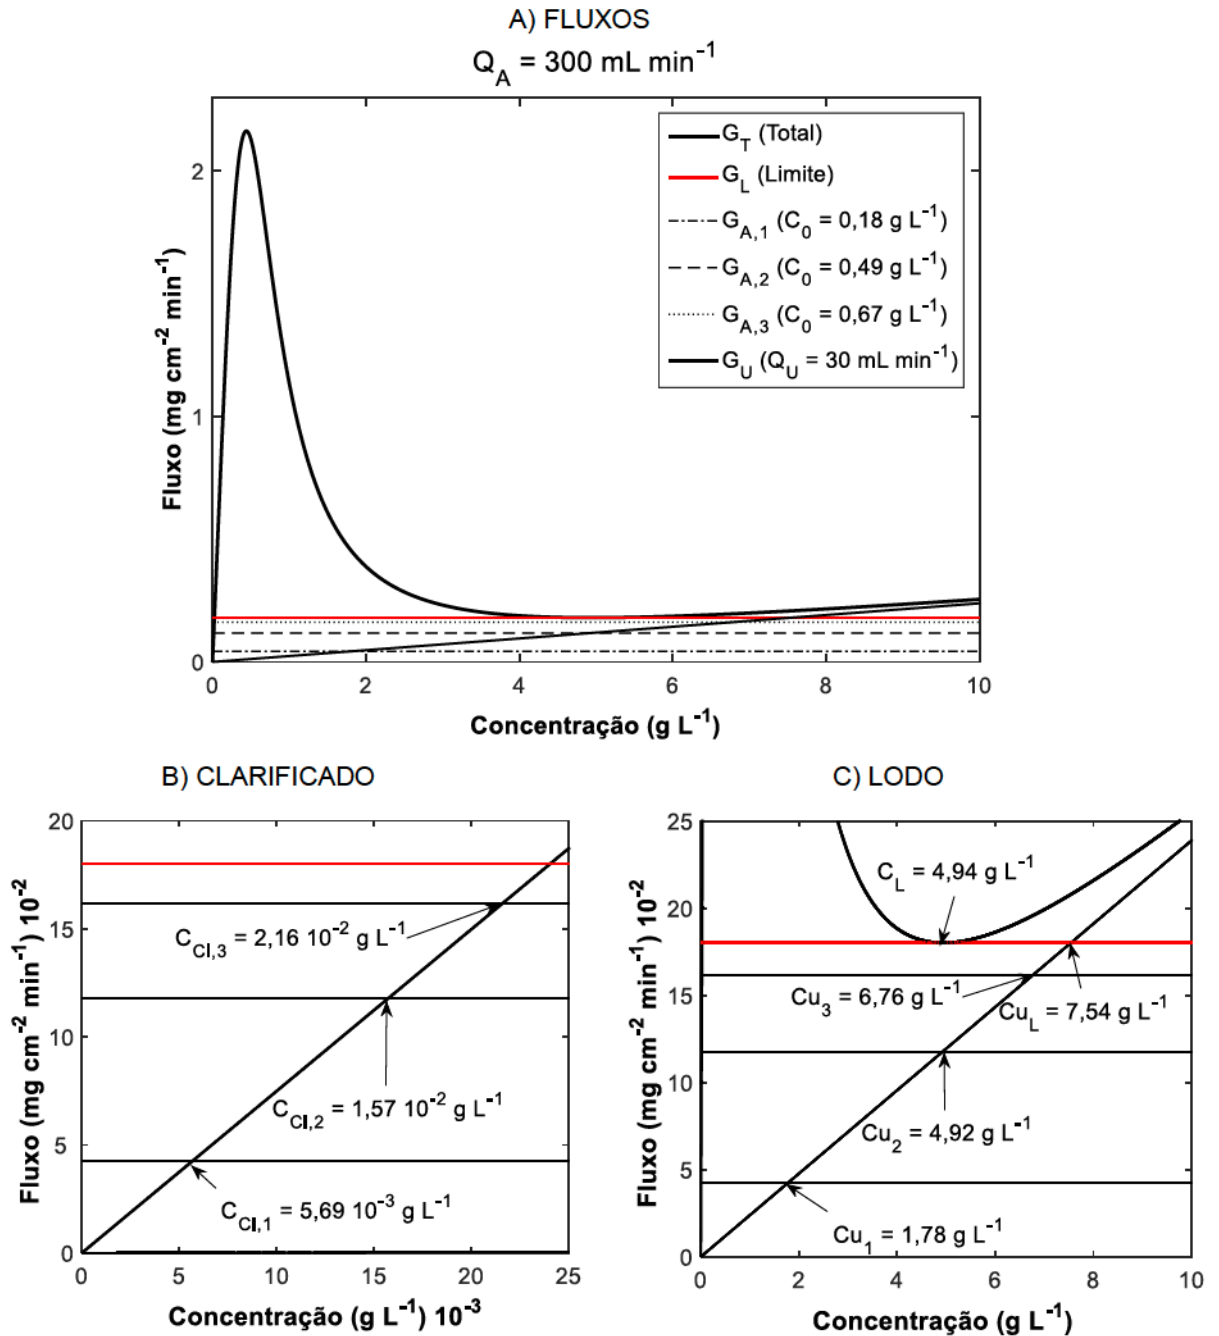 A) FLUXOS
Q_A = 300 mL min⁻¹
Fluxo (mg cm⁻² min⁻¹)
2
1
0
G_T (Total)
G_L (Limite)
G_A,1 (C_0 = 0,18 g L⁻¹)
G_A,2 (C_0 = 0,49 g L⁻¹)
G_A,3 (C_0 = 0,67 g L⁻¹)
G_U (Q_U = 30 mL min⁻¹)
0 2 4 6 8 10
Concentração (g L⁻¹)
B) CLARIFICADO
Fluxo (mg cm⁻² min⁻¹) 10⁻²
20
15
10
5
0
C_Cl,3 = 2,16 10⁻² g L⁻¹
C_Cl,2 = 1,57 10⁻² g L⁻¹
C_Cl,1 = 5,69 10⁻³ g L⁻¹
0 5 10 15 20 25
Concentração (g L⁻¹) 10⁻³
C) LODO
Fluxo (mg cm⁻² min⁻¹) 10⁻²
25
20
15
10
5
0
C_L = 4,94 g L⁻¹
Cu_3 = 6,76 g L⁻¹
Cu_L = 7,54 g L⁻¹
Cu_2 = 4,92 g L⁻¹
Cu_1 = 1,78 g L⁻¹
0 2 4 6 8 10
Concentração (g L⁻¹)